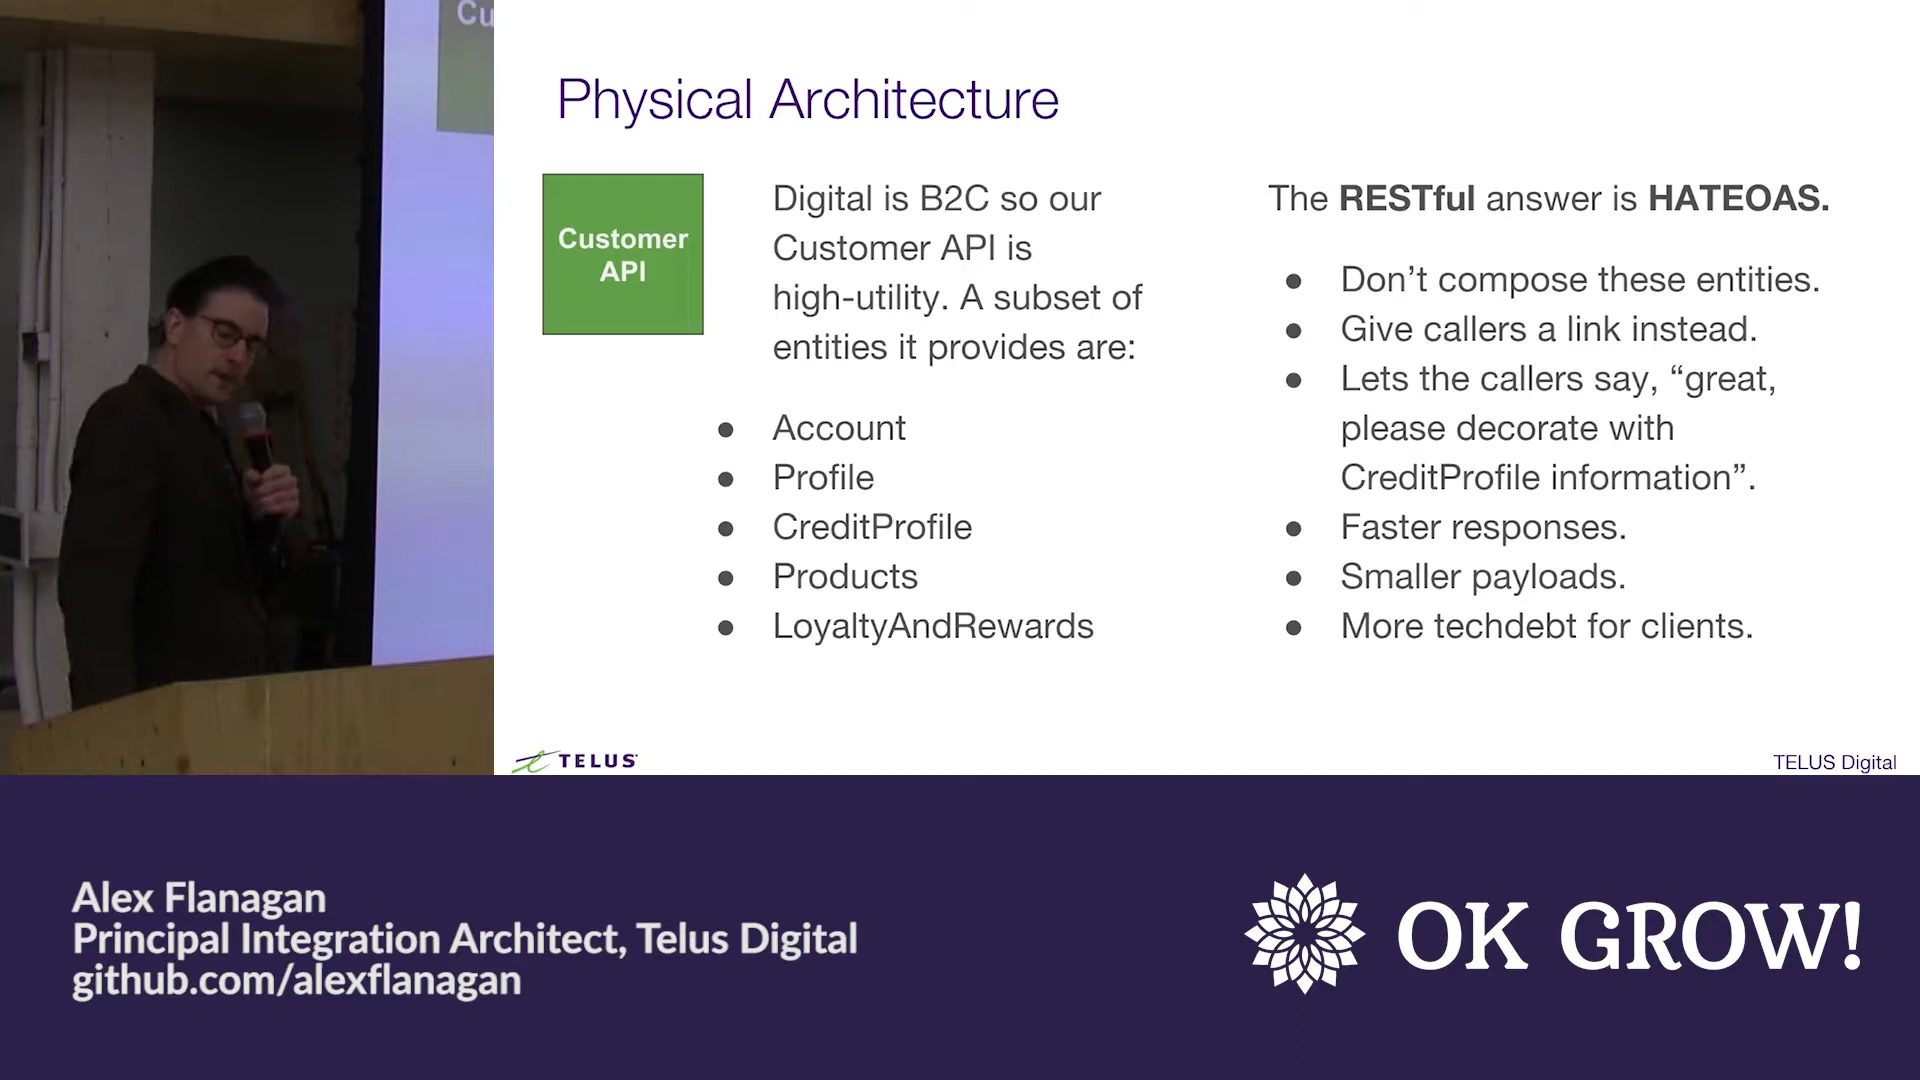 Cu
Physical Architecture
Customer
API
Digital is B2C so our
Customer API is
high-utility. A subset of
entities it provides are:
● Account
● Profile
● CreditProfile
● Products
● LoyaltyAndRewards
The RESTful answer is HATEOAS.
● Don’t compose these entities.
● Give callers a link instead.
● Lets the callers say, “great,
please decorate with
CreditProfile information”.
● Faster responses.
● Smaller payloads.
● More techdebt for clients.
TELUS
TELUS Digital
Alex Flanagan
Principal Integration Architect, Telus Digital
github.com/alexflanagan
OK GROW!